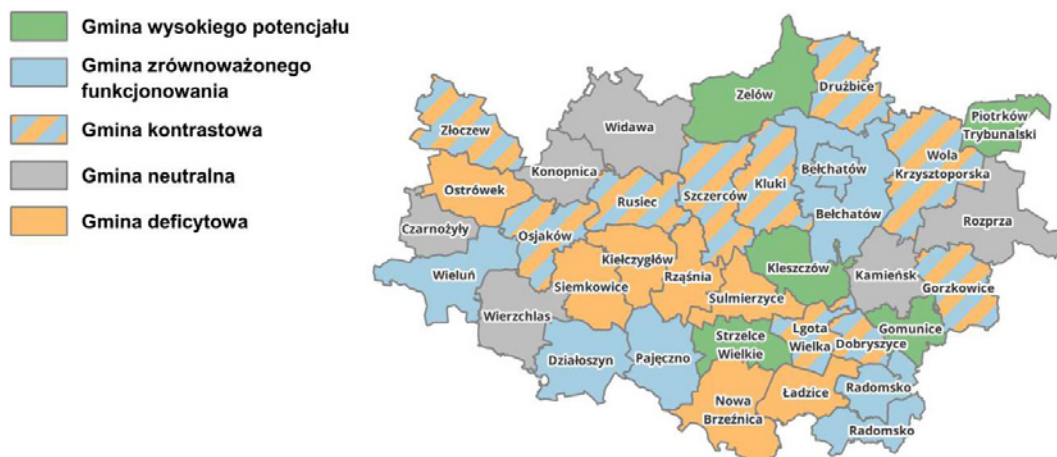 Gmina wysokiego potencjału
Gmina zrównoważonego
funkcjonowania
Gmina kontrastowa
Gmina neutralna
Gmina deficytowa
Zelów
Drużbice
Piotrków
Trybunalski
Złoczew
Widawa
Wola
Krzysztoporska
Konopnica
Bełchatów
Ostrówek
Rusiec
Szczerców
Kluki
Bełchatów
Rozprza
Czarnożyły
Osjaków
Kiełczygłów
Kleszczów
Kamieńsk
Wieluń
Siemkowice
Rząśnia
Sulmierzyce
Gorzkowice
Wierzchlas
Strzelce
Wielkie
Lgota
Wielka
Dobryszyce
Gomunice
Działoszyn
Pajęczno
Nowa
Brzeźnica
Ładzice
Radomsko
Radomsko